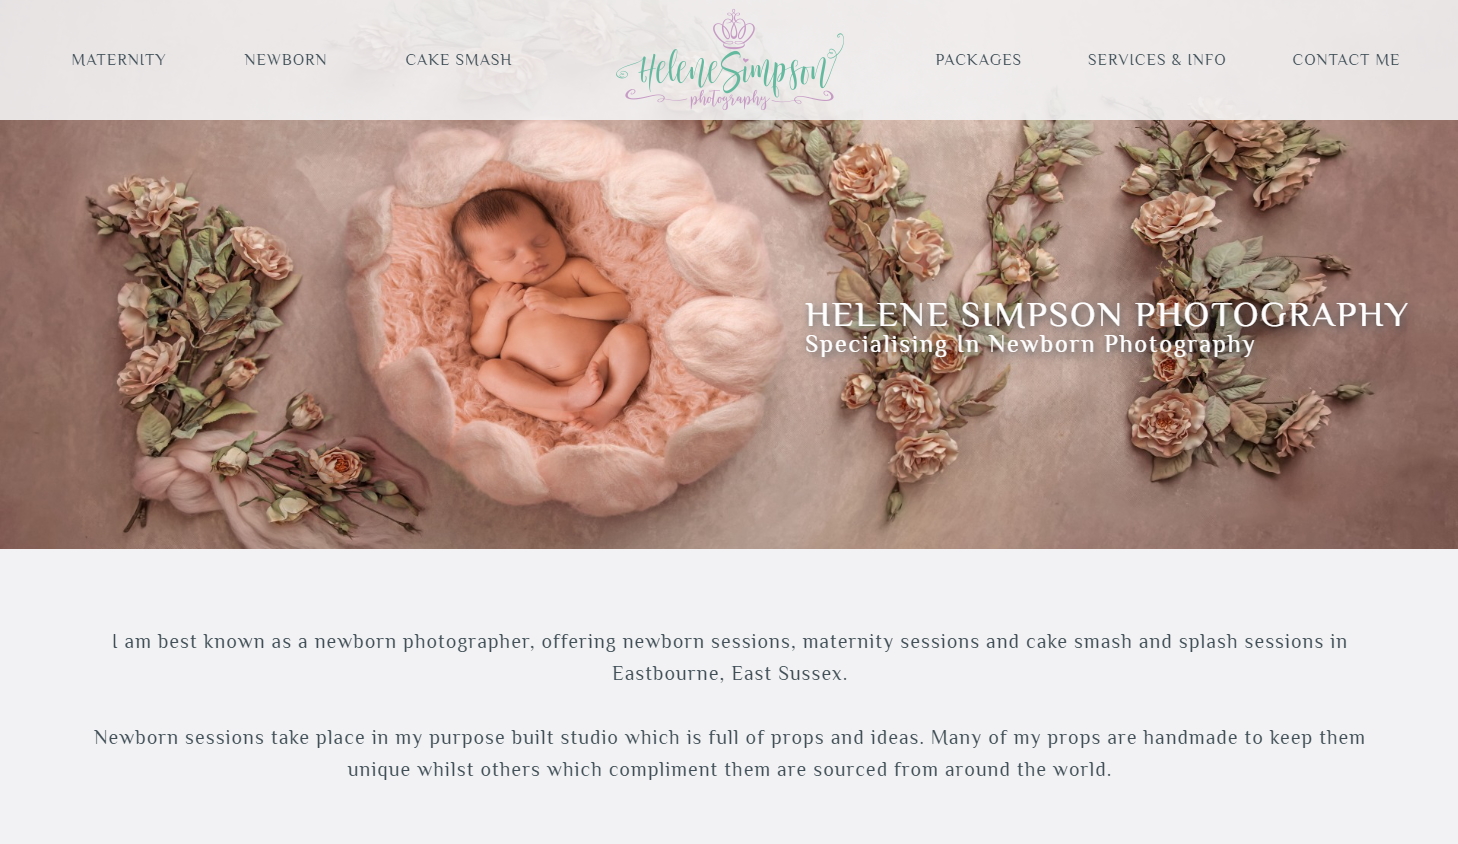 MATERNITY NEWBORN CAKE SMASH Helene Simpson PACKAGES SERVICES & INFO CONTACT ME
photography
HELENE SIMPSON PHOTOGRAPHY
Specialising In Newborn Photography
I am best known as a newborn photographer, offering newborn sessions, maternity sessions and cake smash and splash sessions in
Eastbourne, East Sussex.
Newborn sessions take place in my purpose built studio which is full of props and ideas. Many of my props are handmade to keep them
unique whilst others which compliment them are sourced from around the world.